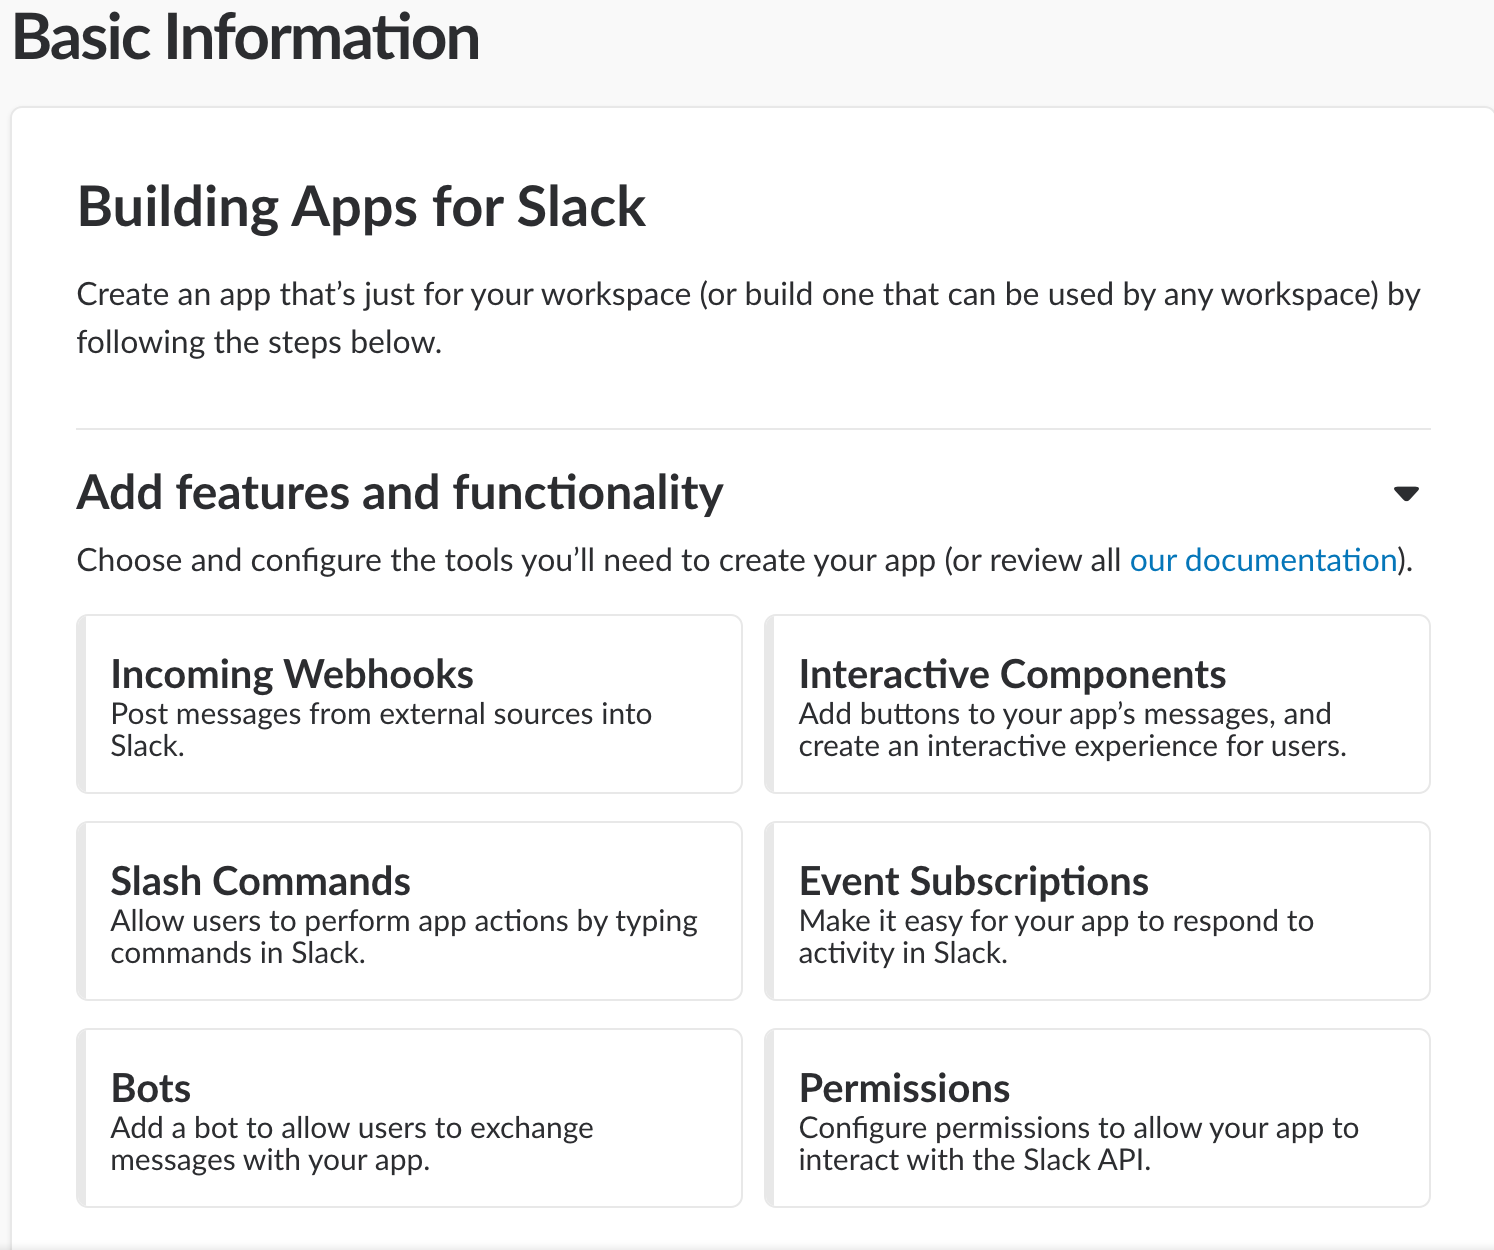 Basic Information
Building Apps for Slack
Create an app that’s just for your workspace (or build one that can be used by any workspace) by
following the steps below.
Add features and functionality
Choose and configure the tools you’ll need to create your app (or review all our documentation).
Incoming Webhooks
Post messages from external sources into
Slack.
Interactive Components
Add buttons to your app’s messages, and
create an interactive experience for users.
Slash Commands
Allow users to perform app actions by typing
commands in Slack.
Event Subscriptions
Make it easy for your app to respond to
activity in Slack.
Bots
Add a bot to allow users to exchange
messages with your app.
Permissions
Configure permissions to allow your app to
interact with the Slack API.